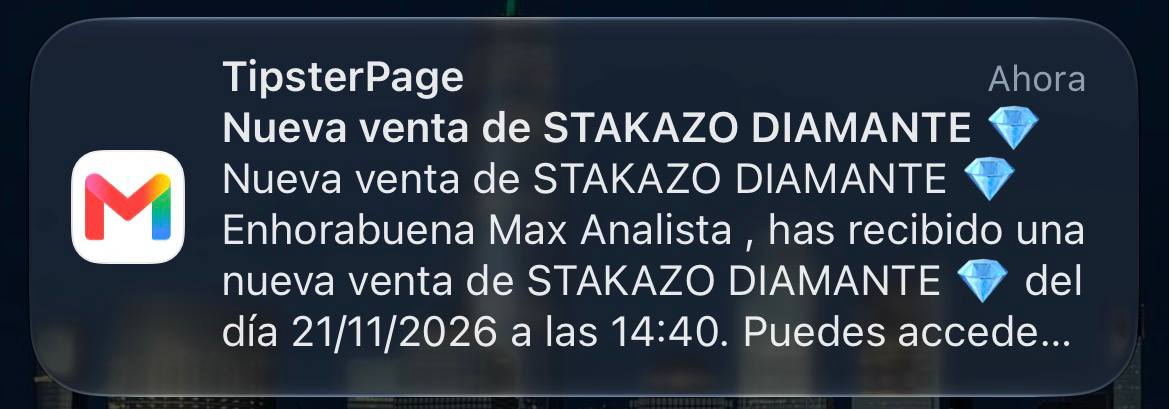 TipsterPage
Ahora
Nueva venta de STAKAZO DIAMANTE 💎
Nueva venta de STAKAZO DIAMANTE 💎
Enhorabuena Max Analista , has recibido una
nueva venta de STAKAZO DIAMANTE 💎 del
día 21/11/2026 a las 14:40. Puedes accede...